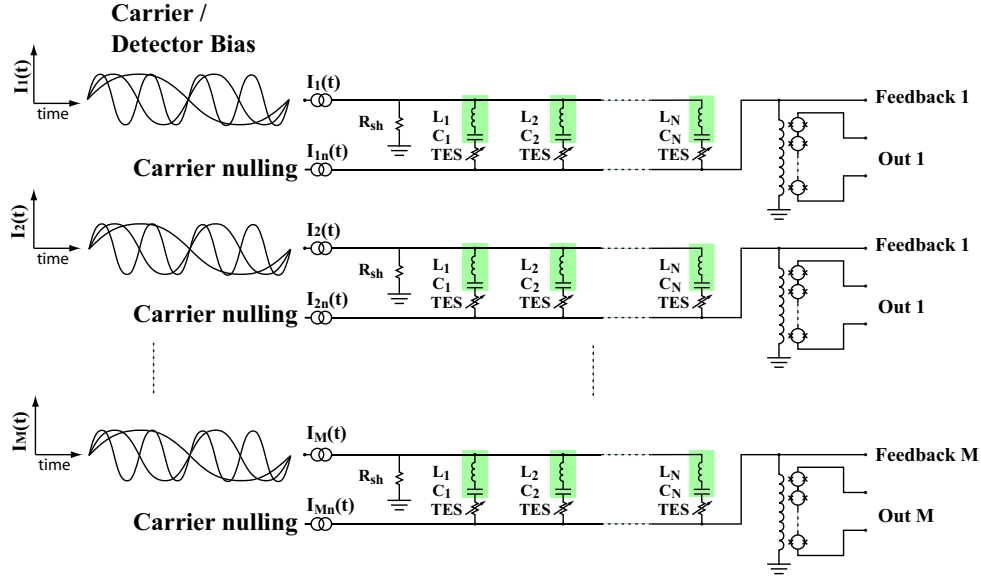 Carrier /
Detector Bias
I1(t)
time
I1(t)
Rsh
L1
C1
TES
L2
C2
TES
LN
CN
TES
Feedback 1
Out 1
Carrier nulling
I1n(t)
I2(t)
time
I2(t)
Rsh
L1
C1
TES
L2
C2
TES
LN
CN
TES
Feedback 1
Out 1
Carrier nulling
I2n(t)
IM(t)
time
IM(t)
Rsh
L1
C1
TES
L2
C2
TES
LN
CN
TES
Feedback M
Out M
Carrier nulling
IMn(t)